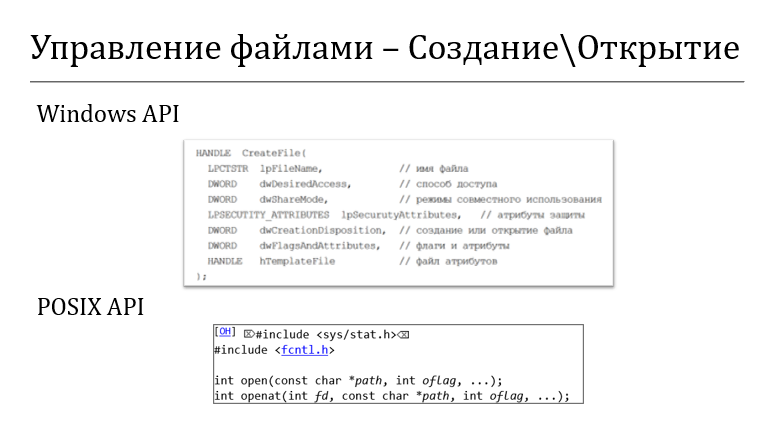 Управление файлами – Создание\Открытие
Windows API
HANDLE CreateFile(
LPCTSTR lpFileName, // имя файла
DWORD dwDesiredAccess, // способ доступа
DWORD dwShareMode, // режимы совместного использования
LPSECUTITY_ATTRIBUTES lpSecurutyAttributes, // атрибуты защиты
DWORD dwCreationDisposition, // создание или открытие файла
DWORD dwFlagsAndAttributes, // флаги и атрибуты
HANDLE hTemplateFile // файл атрибутов
);
POSIX API
[OH] ⌦#include <sys/stat.h>⌫
#include <fcntl.h>
int open(const char *path, int oflag, ...);
int openat(int fd, const char *path, int oflag, ...);